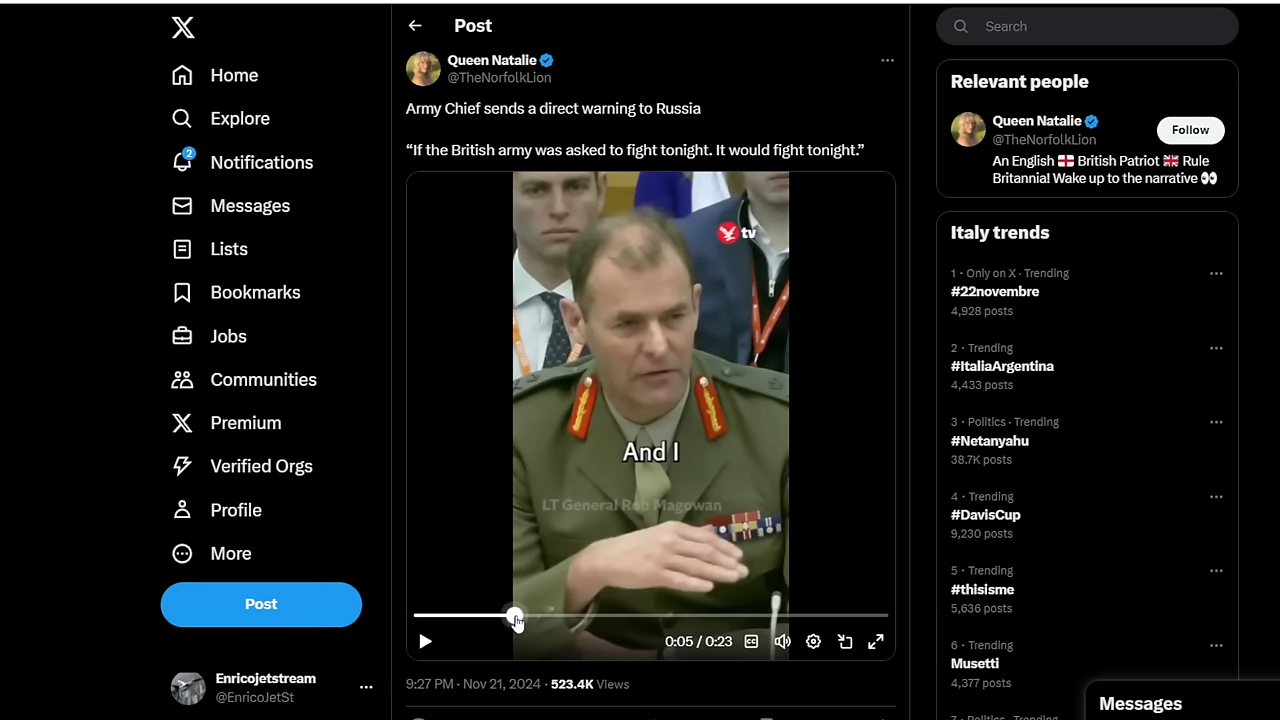 Home
Explore
2
Notifications
Messages
Lists
Bookmarks
Jobs
Communities
Premium
Verified Orgs
Profile
More
Post
Enricojetstream
@EnricoJetSt
Post
Queen Natalie
@TheNorfolkLion
Army Chief sends a direct warning to Russia
“If the British army was asked to fight tonight. It would fight tonight.”
tv
And I
LT General Rob Magowan
0:05 / 0:23
CC
9:27 PM · Nov 21, 2024 · 523.4K Views
Search
Relevant people
Queen Natalie
@TheNorfolkLion
Follow
An English 🏴󠁧󠁢󠁥󠁮󠁧󠁿 British Patriot 🇬🇧 Rule
Britannia! Wake up to the narrative 👀
Italy trends
1 · Only on X · Trending
#22novembre
4,928 posts
2 · Trending
#ItaliaArgentina
4,433 posts
3 · Politics · Trending
#Netanyahu
38.7K posts
4 · Trending
#DavisCup
9,230 posts
5 · Trending
#thisisme
5,636 posts
6 · Trending
Musetti
4,377 posts
Messages